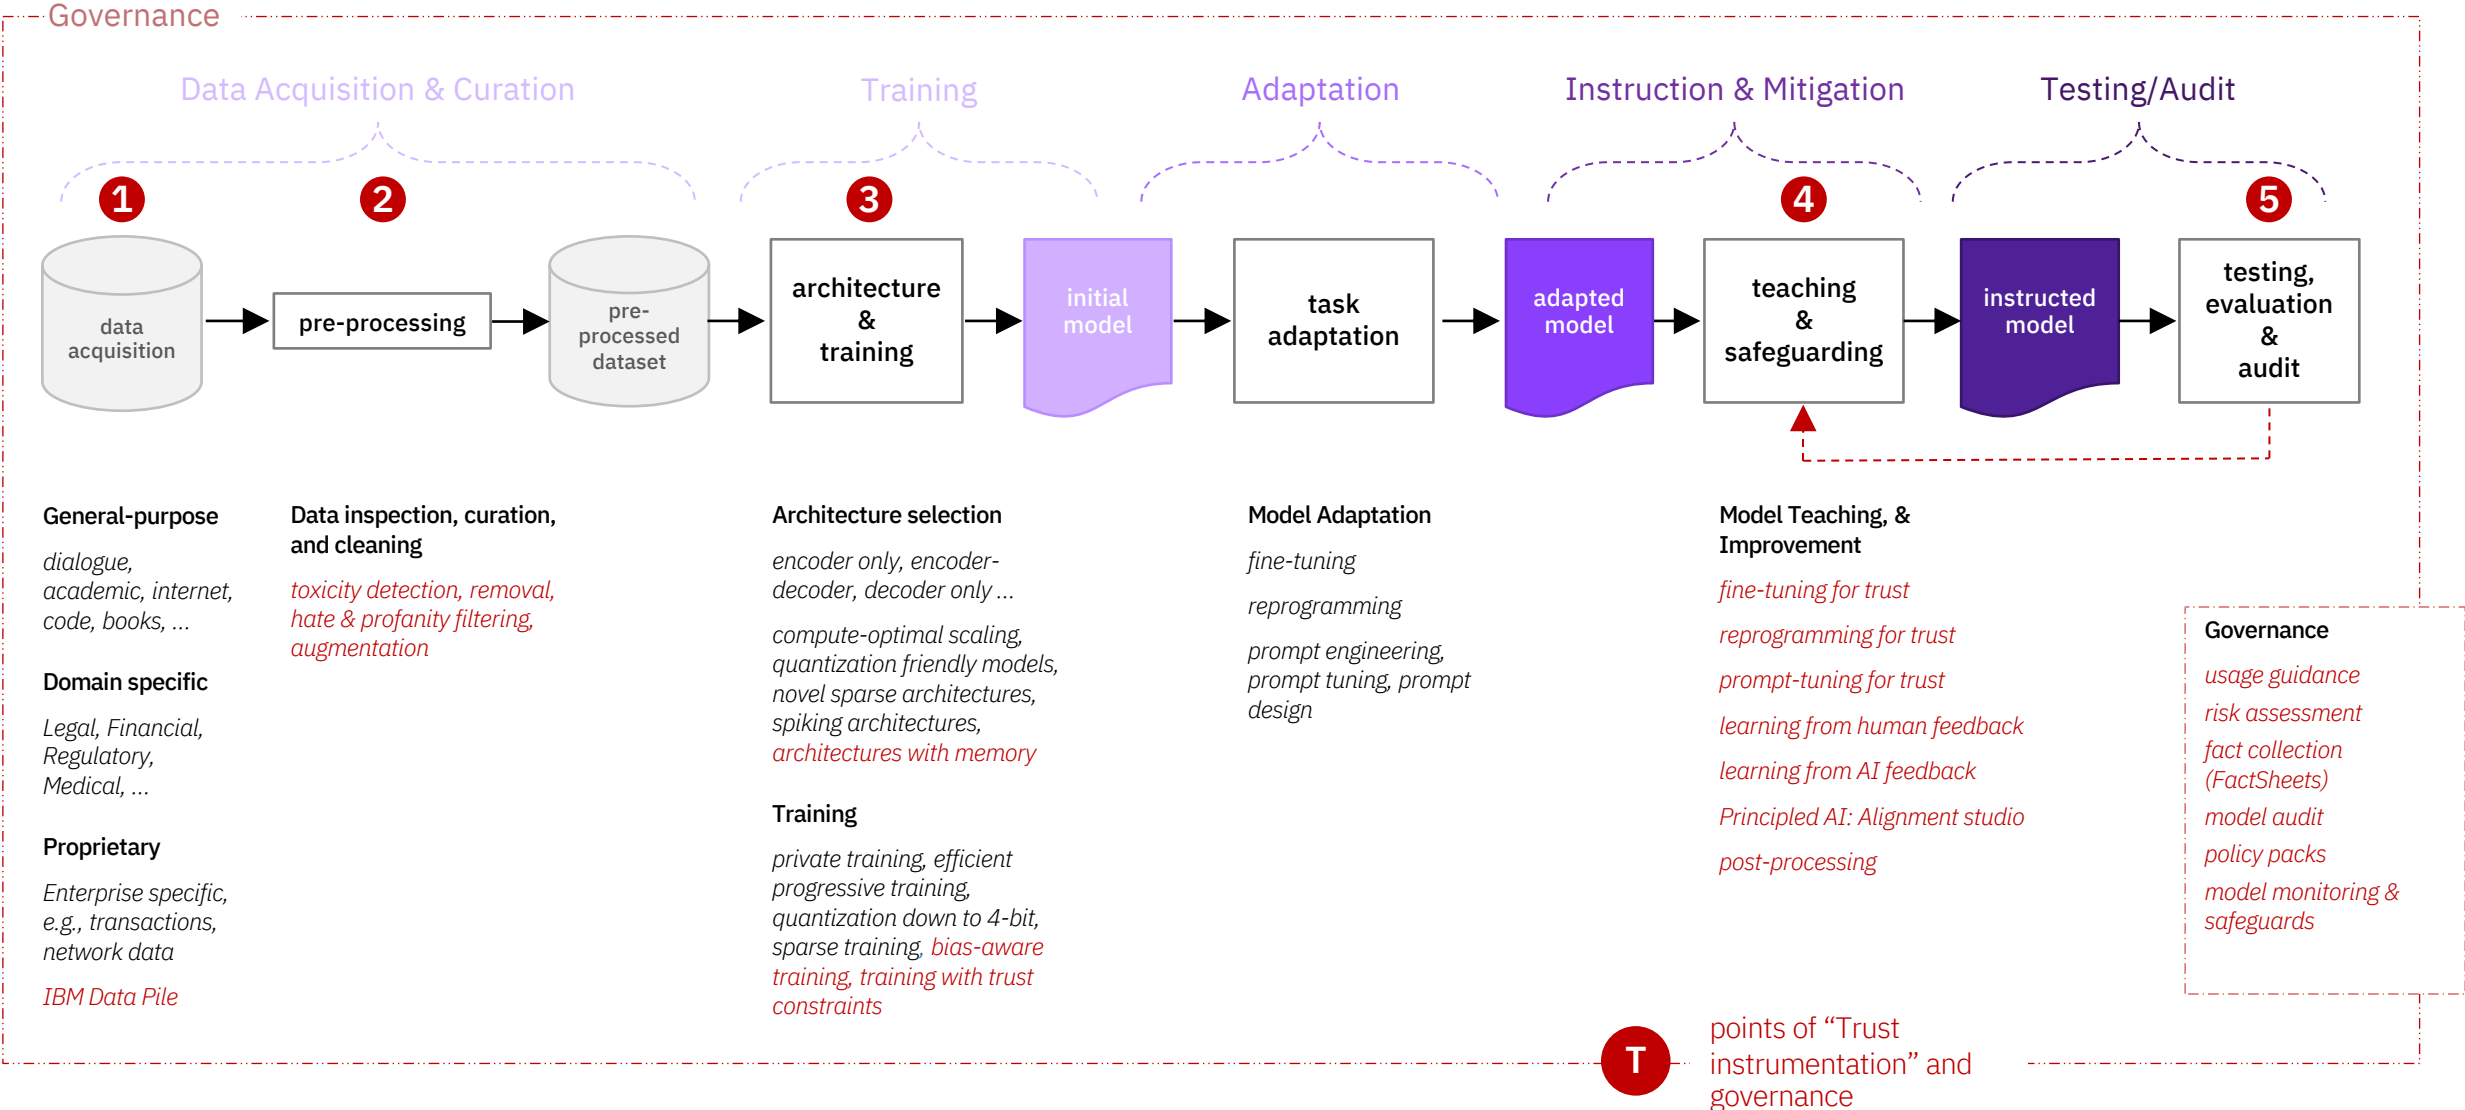 Governance
Data Acquisition & Curation
Training
Adaptation
Instruction & Mitigation
Testing/Audit
1
2
3
4
5
data
acquisition
pre-processing
pre-
processed
dataset
architecture
&
training
initial
model
task
adaptation
adapted
model
teaching
&
safeguarding
instructed
model
testing,
evaluation
&
audit
General-purpose
dialogue,
academic, internet,
code, books, ...
Domain specific
Legal, Financial,
Regulatory,
Medical, ...
Proprietary
Enterprise specific,
e.g., transactions,
network data
IBM Data Pile
Data inspection, curation,
and cleaning
toxicity detection, removal,
hate & profanity filtering,
augmentation
Architecture selection
encoder only, encoder-
decoder, decoder only ...
compute-optimal scaling,
quantization friendly models,
novel sparse architectures,
spiking architectures,
architectures with memory
Training
private training, efficient
progressive training,
quantization down to 4-bit,
sparse training, bias-aware
training, training with trust
constraints
Model Adaptation
fine-tuning
reprogramming
prompt engineering,
prompt tuning, prompt
design
Model Teaching, &
Improvement
fine-tuning for trust
reprogramming for trust
prompt-tuning for trust
learning from human feedback
learning from AI feedback
Principled AI: Alignment studio
post-processing
Governance
usage guidance
risk assessment
fact collection
(FactSheets)
model audit
policy packs
model monitoring &
safeguards
T
points of “Trust
instrumentation” and
governance